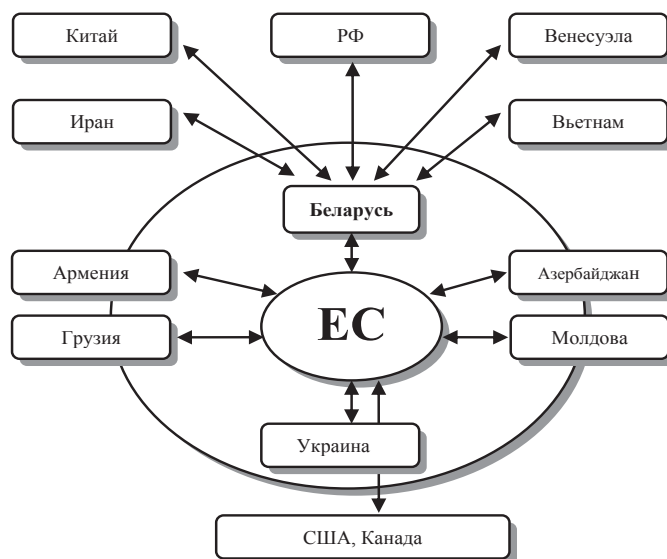 Китай
РФ
Венесуэла
Иран
Вьетнам
Беларусь
Армения
Азербайджан
ЕС
Грузия
Молдова
Украина
США, Канада